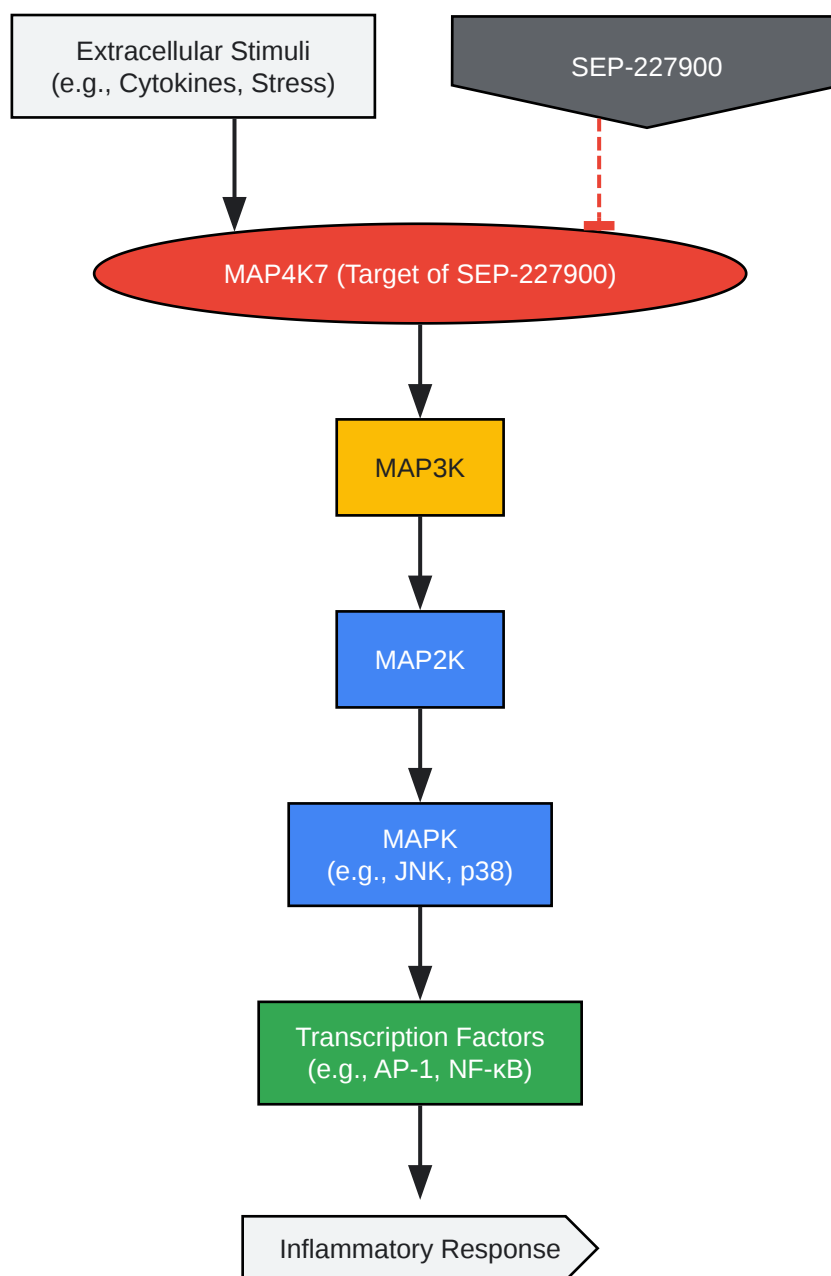 Extracellular Stimuli
(e.g., Cytokines, Stress)
SEP-227900
MAP4K7 (Target of SEP-227900)
MAP3K
MAP2K
MAPK
(e.g., JNK, p38)
Transcription Factors
(e.g., AP-1, NF-κB)
Inflammatory Response